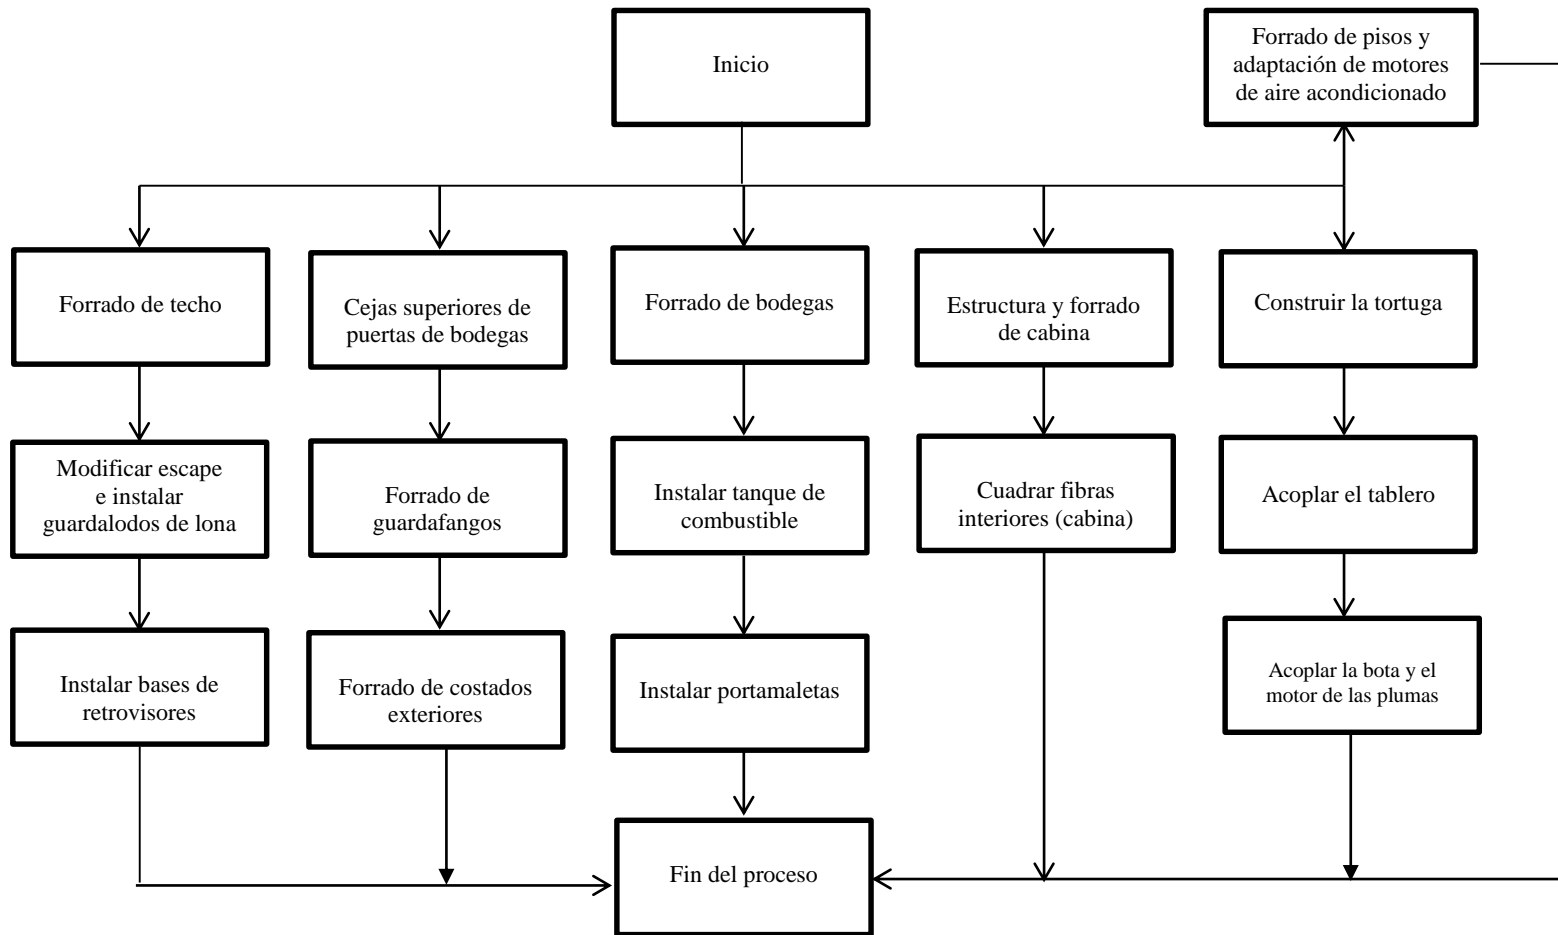 Inicio
Forrado de pisos y
adaptación de motores
de aire acondicionado
Forrado de techo
Cejas superiores de
puertas de bodegas
Forrado de bodegas
Estructura y forrado
de cabina
Construir la tortuga
Modificar escape
e instalar
guardalodos de lona
Forrado de
guardafangos
Instalar tanque de
combustible
Cuadrar fibras
interiores (cabina)
Acoplar el tablero
Instalar bases de
retrovisores
Forrado de costados
exteriores
Instalar portamaletas
Acoplar la bota y el
motor de las plumas
Fin del proceso